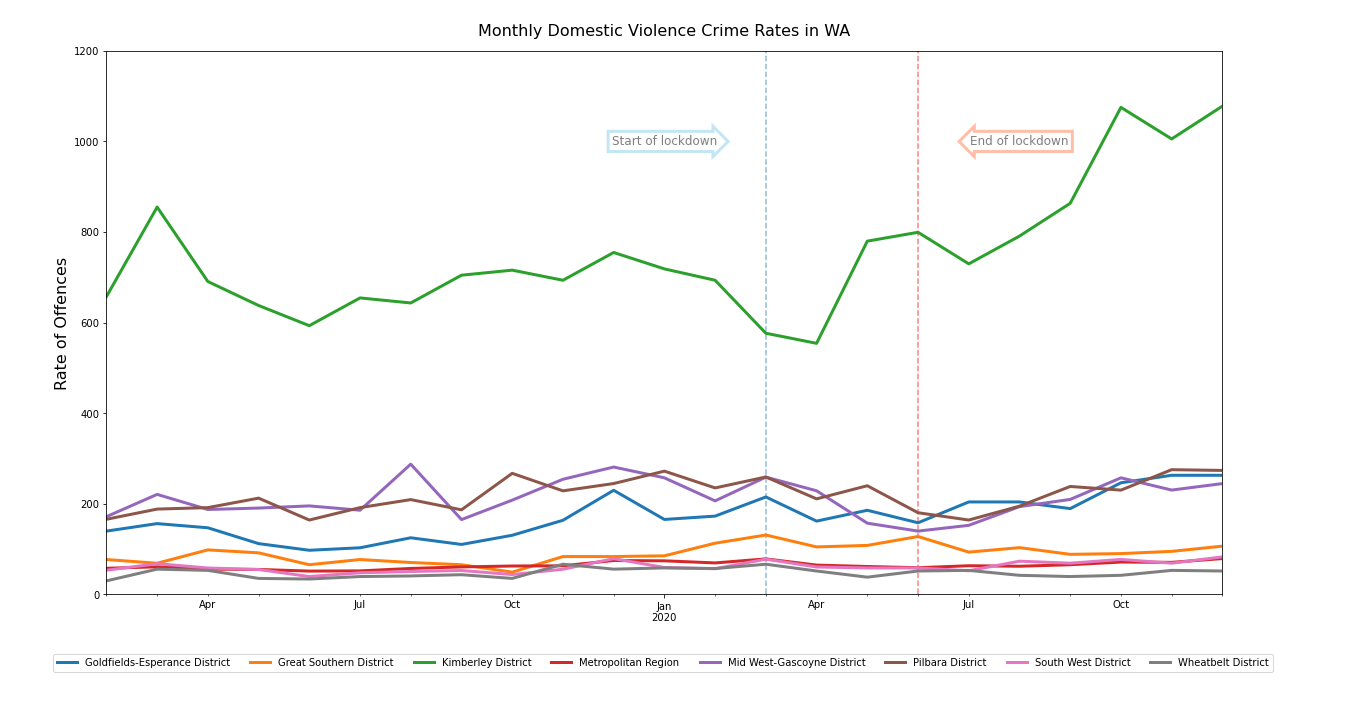 Monthly Domestic Violence Crime Rates in WA
1200
1000
800
600
400
200
0
Rate of Offences
Start of lockdown
End of lockdown
Apr
Jul
Oct
Jan
2020
Apr
Jul
Oct
Goldfields-Esperance District
Great Southern District
Kimberley District
Metropolitan Region
Mid West-Gascoyne District
Pilbara District
South West District
Wheatbelt District